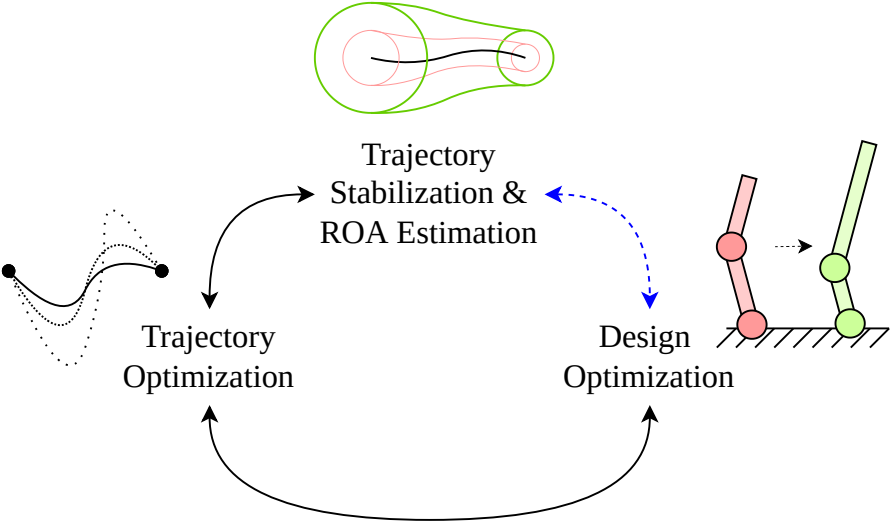 Trajectory
Stabilization &
ROA Estimation
Trajectory
Optimization
Design
Optimization